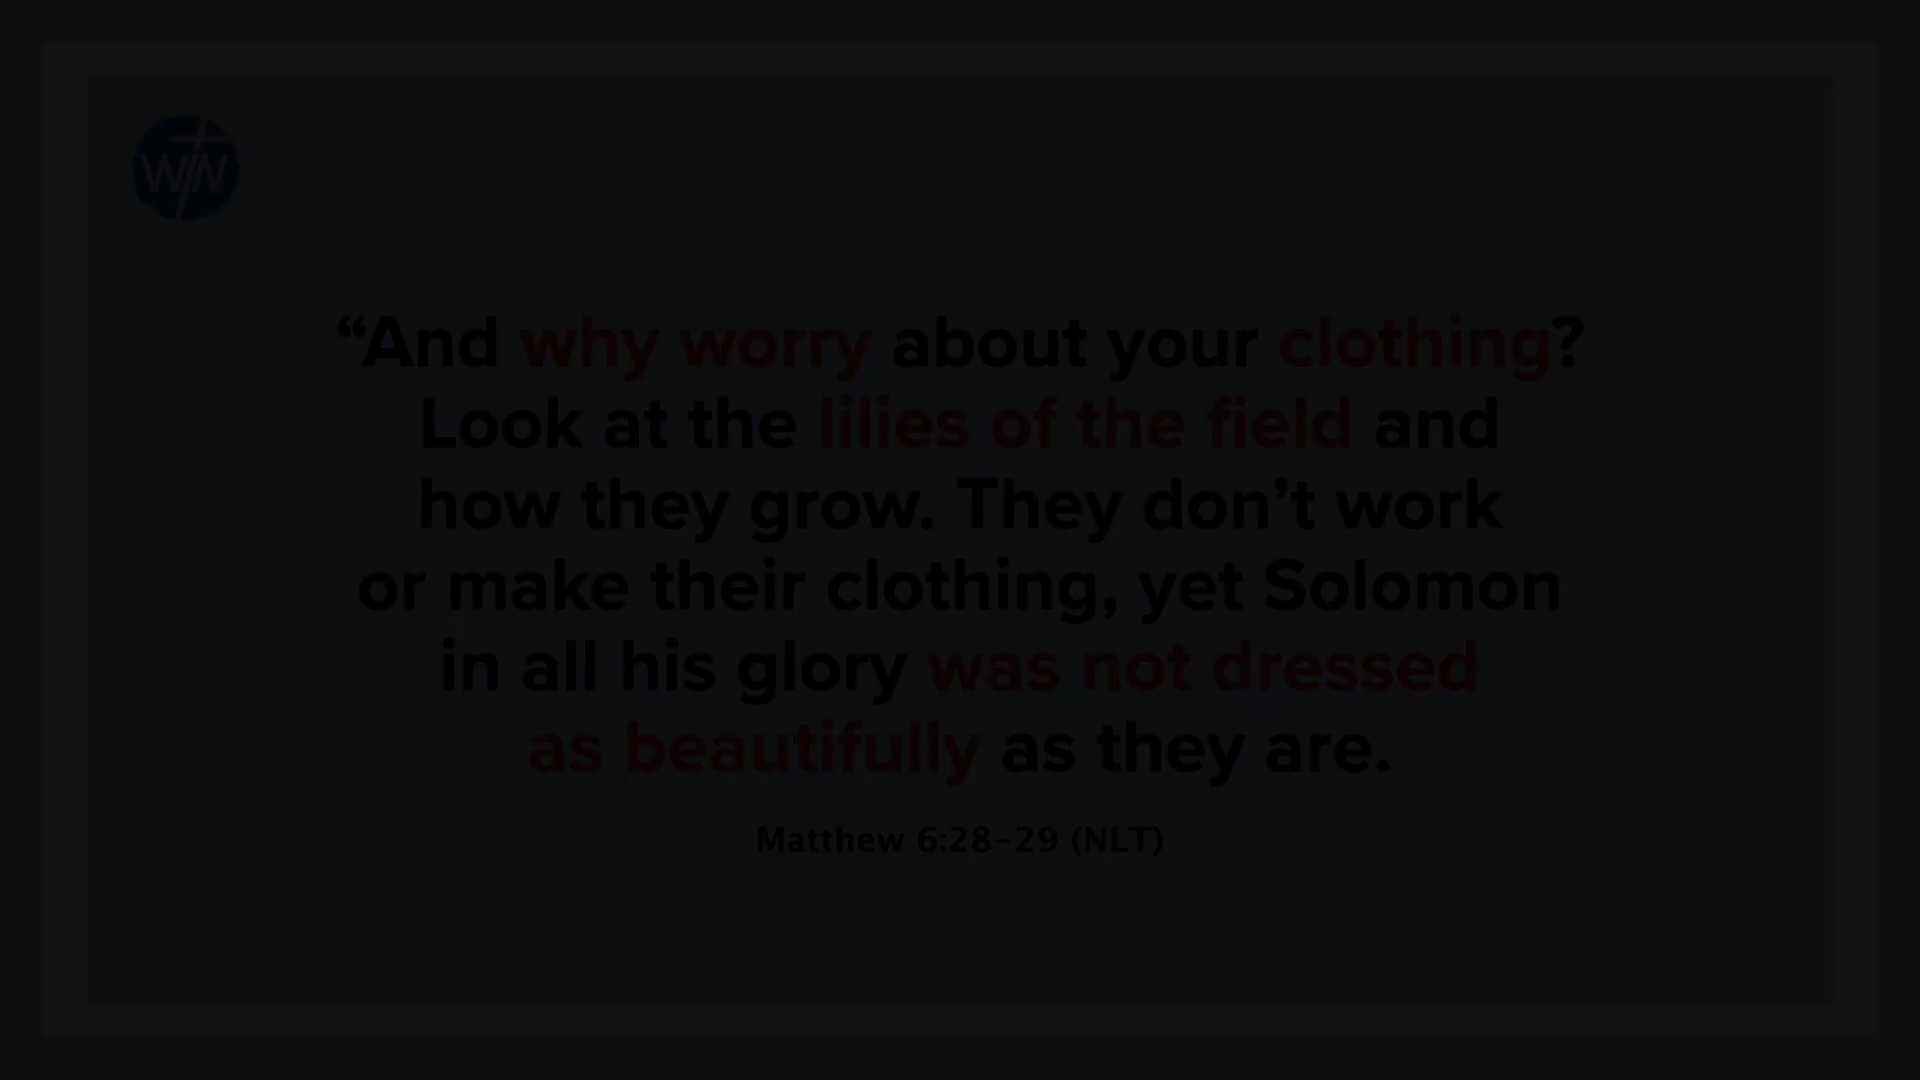 WIN
“And why worry about your clothing?
Look at the lilies of the field and
how they grow. They don’t work
or make their clothing, yet Solomon
in all his glory was not dressed
as beautifully as they are.
Matthew 6:28-29 (NLT)